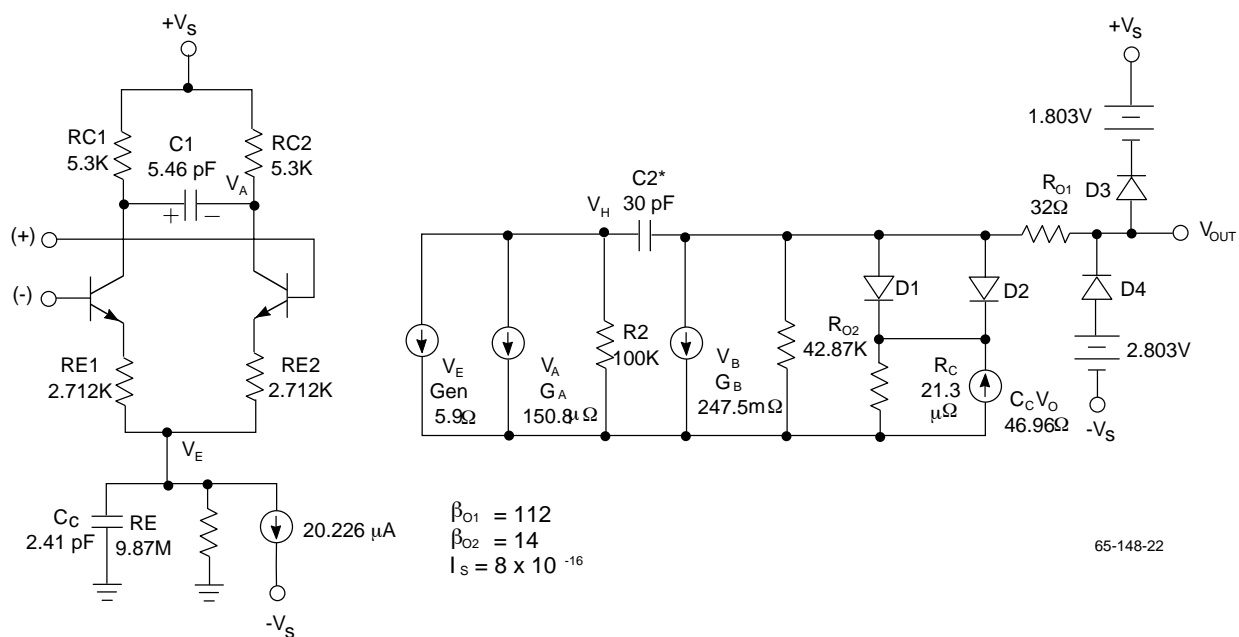 +VS
RC1
5.3K
C1
5.46 pF
RC2
5.3K
VA
+ −
(+)
(-)
RE1
2.712K
RE2
2.712K
VE
CC
2.41 pF
RE
9.87M
20.226 μA
-VS
VH
C2*
30 pF
VE
Gen
5.9Ω
VA
GA
150.8μΩ
R2
100K
VB
GB
247.5mΩ
RO2
42.87K
D1
D2
RC
21.3
μΩ
CCVO
46.96Ω
RO1
32Ω
+VS
1.803V
D3
VOUT
D4
2.803V
-VS
βO1 = 112
βO2 = 14
IS = 8 x 10 -16
65-148-22